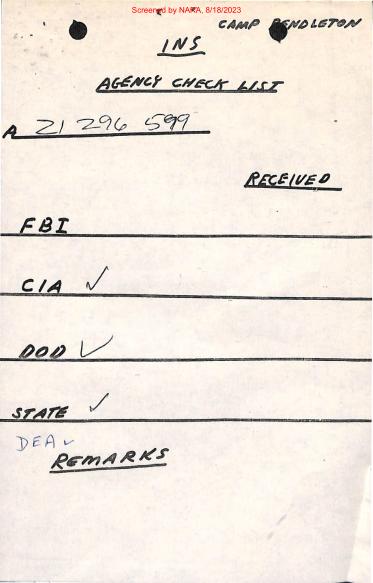 Screened by NARA, 8/18/2023
CAMP PENDLETON
INS
AGENCY CHECK LIST
A 21 296 599
RECEIVED
FBI
CIA ✓
DOD ✓
STATE ✓
DEA ✓
REMARKS